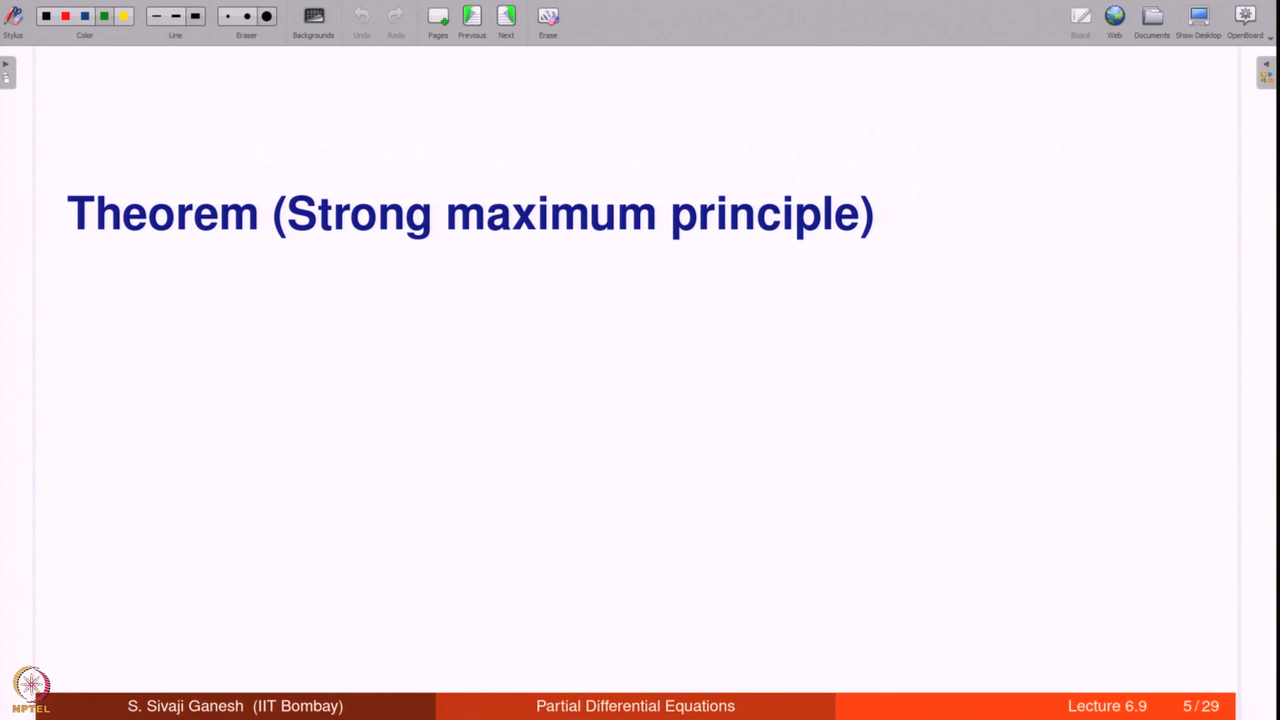 Stylus Color Line Eraser Backgrounds Undo Redo Pages Previous Next Erase Board Web Documents Show Desktop OpenBoard
Theorem (Strong maximum principle)
NPTEL
S. Sivaji Ganesh (IIT Bombay) Partial Differential Equations Lecture 6.9 5 / 29